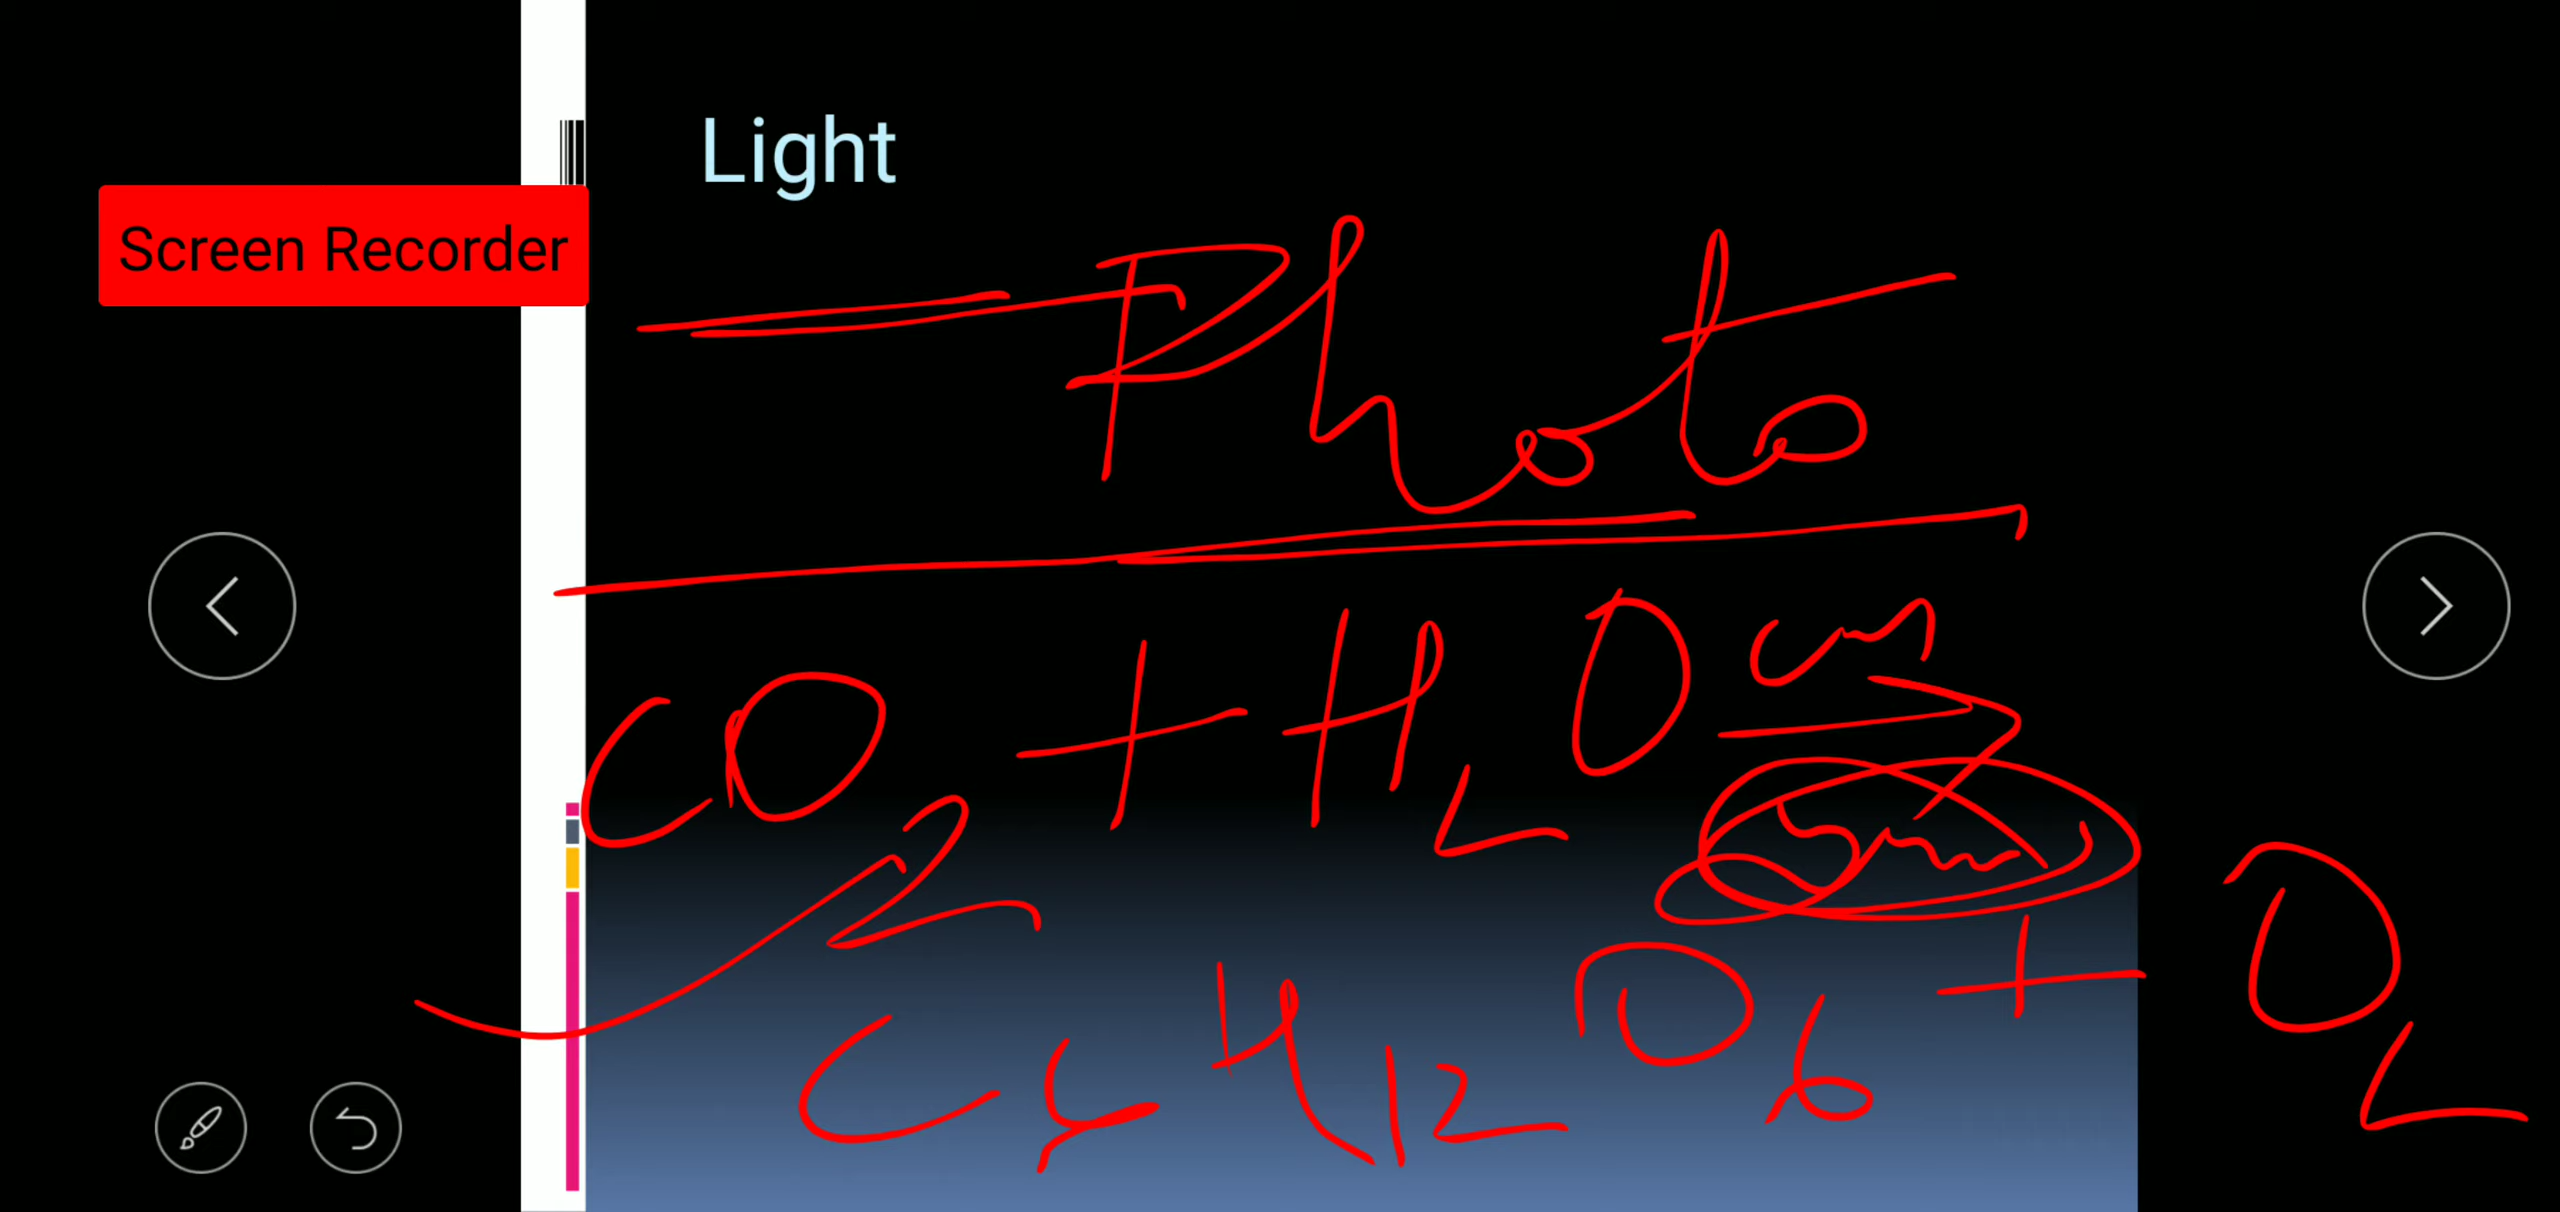 Light
Screen Recorder
Photo
CO2 + H2O
C6H12O6 + O2